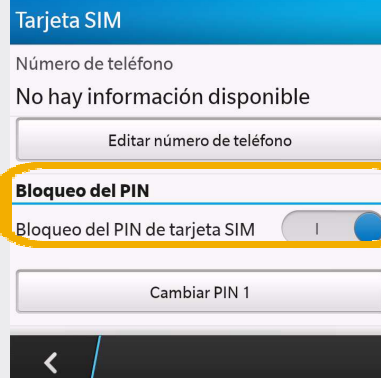 Tarjeta SIM
Número de teléfono
No hay información disponible
Editar número de teléfono
Bloqueo del PIN
Bloqueo del PIN de tarjeta SIM
Cambiar PIN 1